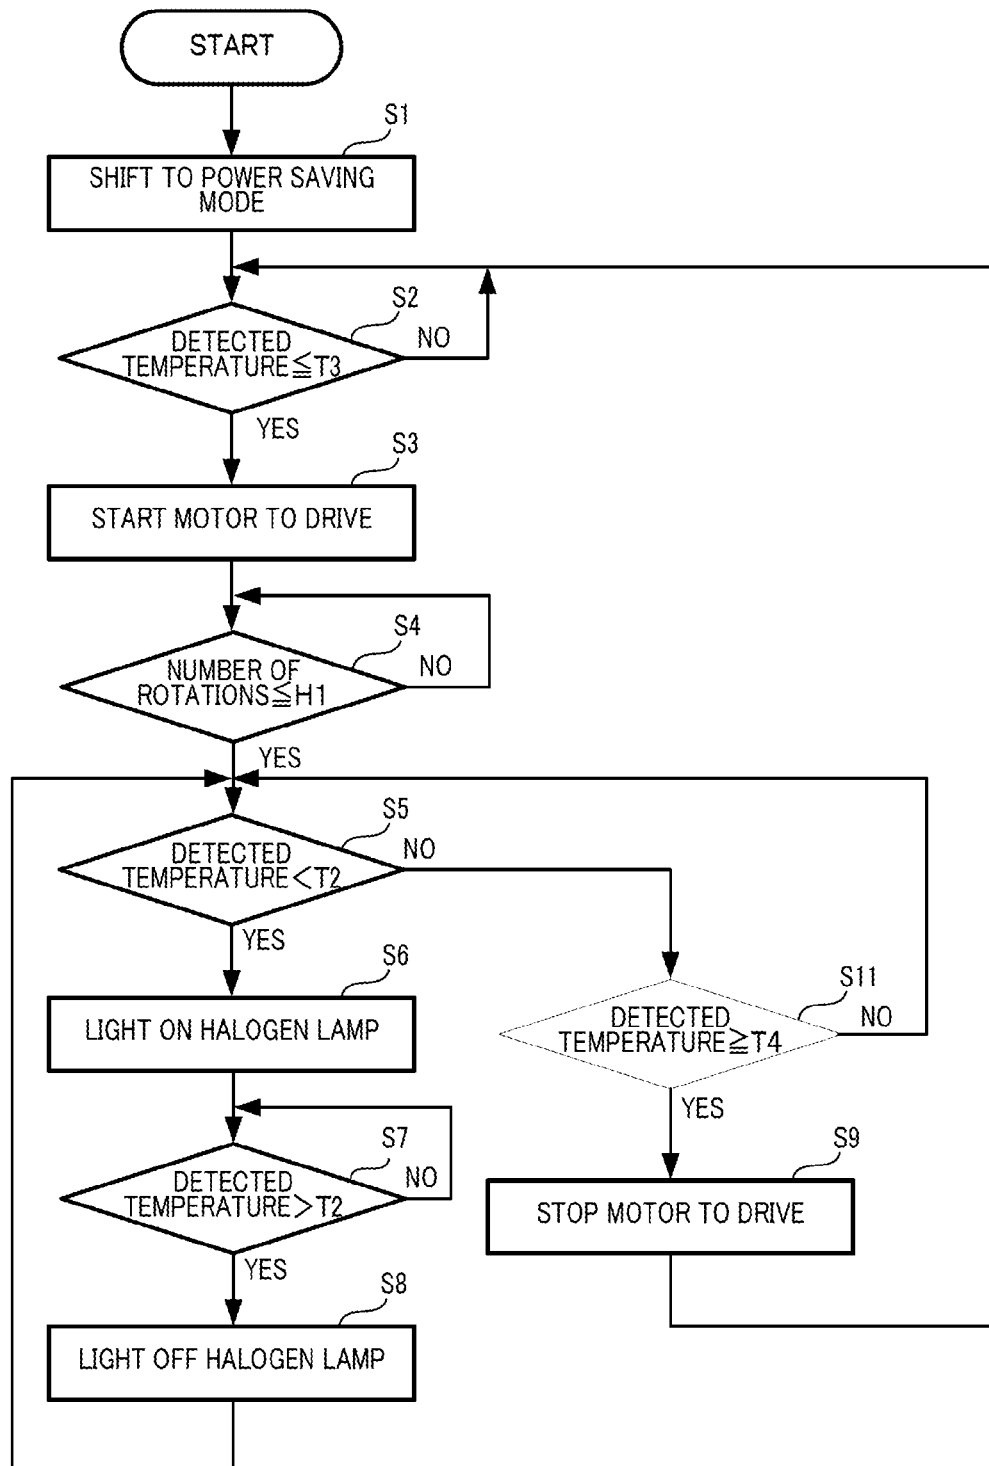 START
S1
SHIFT TO POWER SAVING
MODE
S2
DETECTED
TEMPERATURE≦T3
NO
YES
S3
START MOTOR TO DRIVE
S4
NUMBER OF
ROTATIONS≦H1
NO
YES
S5
DETECTED
TEMPERATURE<T2
NO
YES
S6
LIGHT ON HALOGEN LAMP
S11
DETECTED
TEMPERATURE≧T4
NO
YES
S7
DETECTED
TEMPERATURE>T2
NO
YES
S9
STOP MOTOR TO DRIVE
S8
LIGHT OFF HALOGEN LAMP